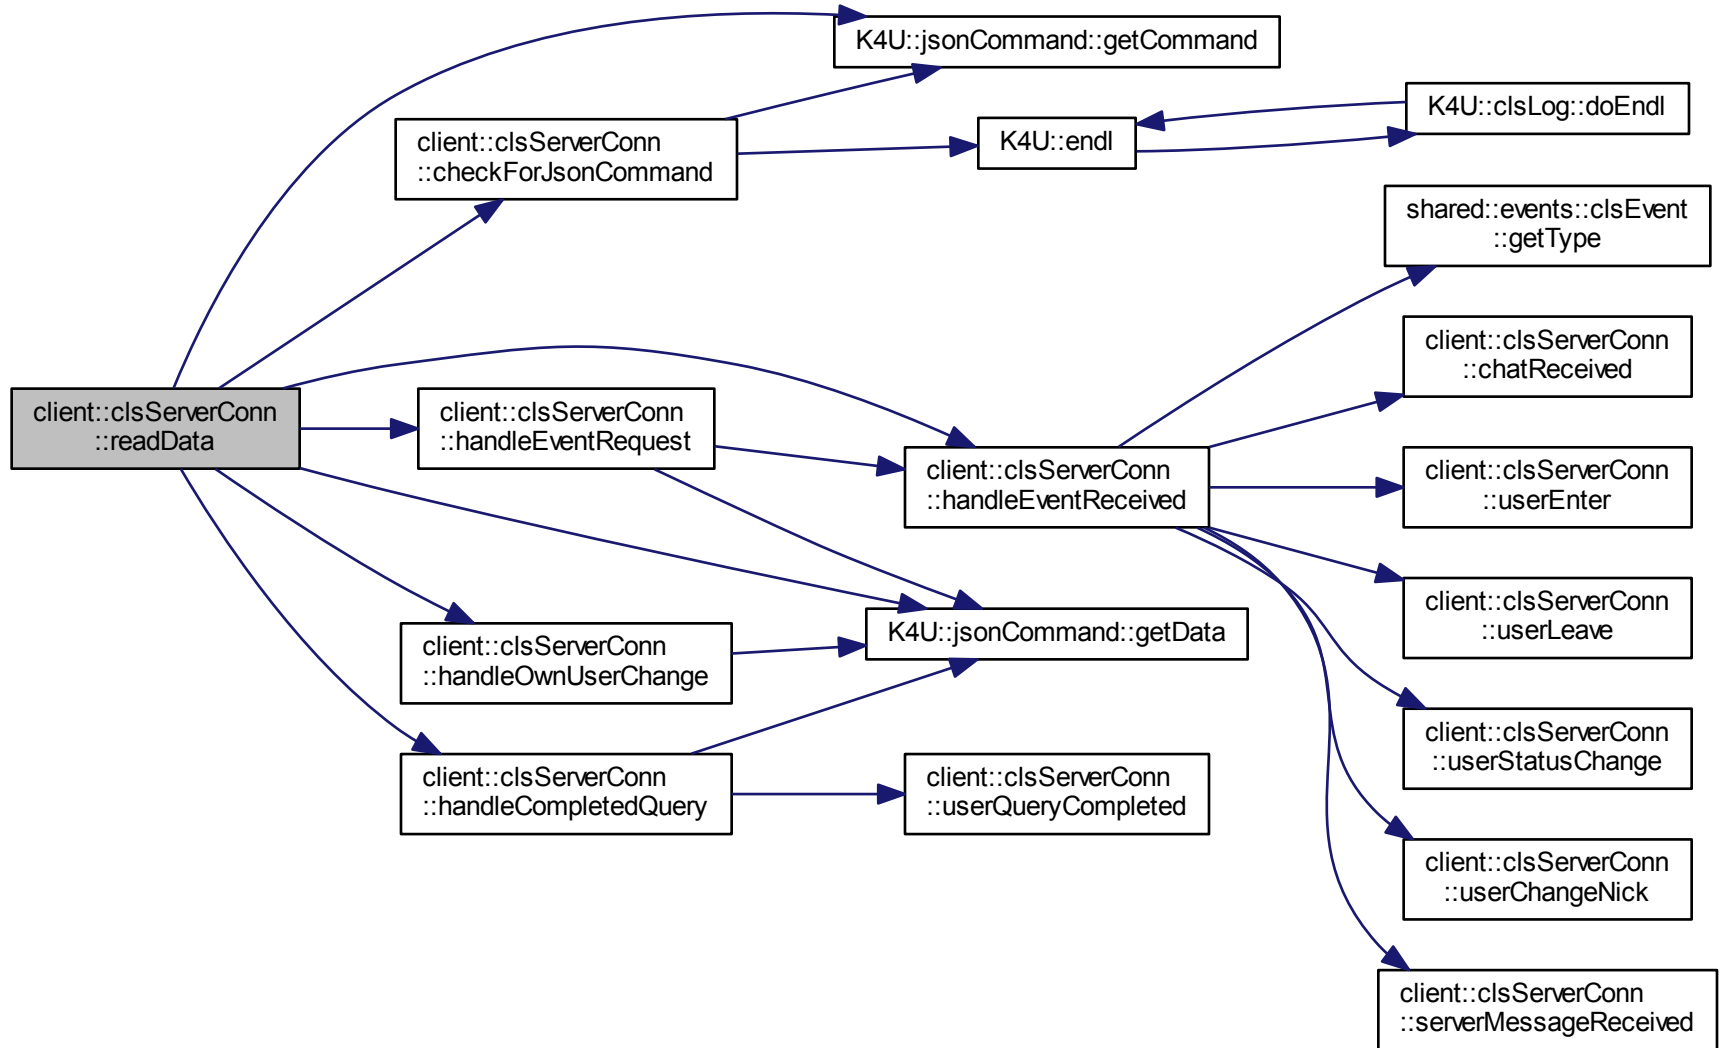 K4U::jsonCommand::getCommand
K4U::clsLog::doEndl
client::clsServerConn
::checkForJsonCommand
K4U::endl
shared::events::clsEvent
::getType
client::clsServerConn
::chatReceived
client::clsServerConn
::readData
client::clsServerConn
::handleEventRequest
client::clsServerConn
::handleEventReceived
client::clsServerConn
::userEnter
client::clsServerConn
::userLeave
K4U::jsonCommand::getData
client::clsServerConn
::handleOwnUserChange
client::clsServerConn
::userStatusChange
client::clsServerConn
::handleCompletedQuery
client::clsServerConn
::userQueryCompleted
client::clsServerConn
::userChangeNick
client::clsServerConn
::serverMessageReceived